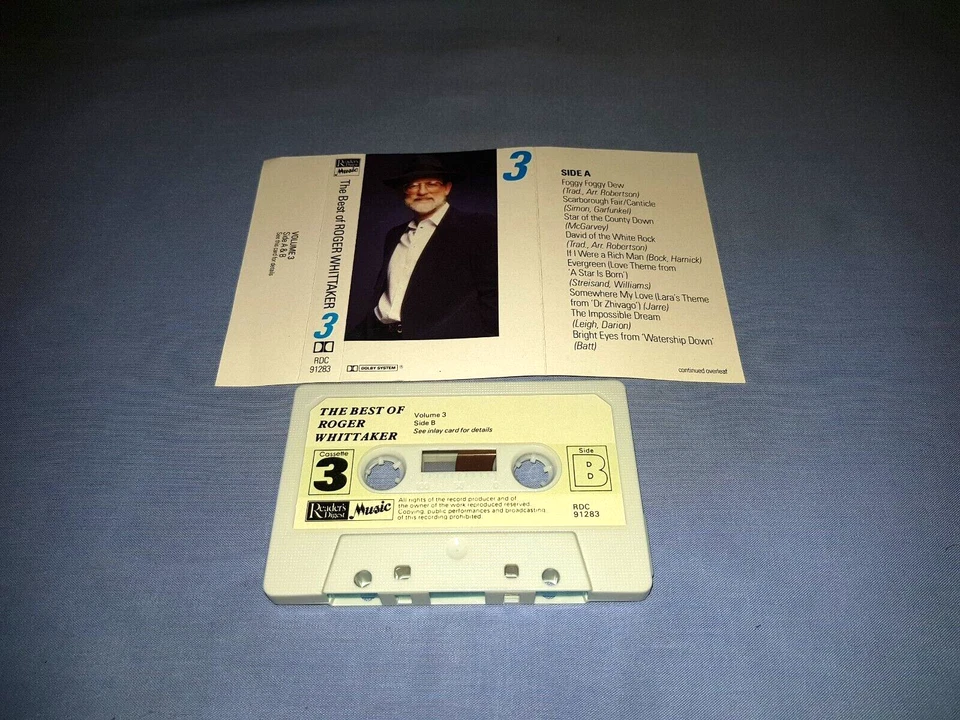 VOLUME 3
Side A & B
See this card for details
Reader's
Digest
Music
The Best of ROGER WHITTAKER
3
RDC
91283
DOLBY SYSTEM ®
3
SIDE A
Foggy Foggy Dew
(Trad., Arr. Robertson)
Scarborough Fair/Canticle
(Simon, Garfunkel)
Star of the County Down
(McGarvey)
David of the White Rock
(Trad., Arr. Robertson)
If I Were a Rich Man (Bock, Harnick)
Evergreen (Love Theme from
'A Star Is Born')
(Streisand, Williams)
Somewhere My Love (Lara's Theme
from 'Dr Zhivago') (Jarre)
The Impossible Dream
(Leigh, Darion)
Bright Eyes from 'Watership Down'
(Batt)
continued overleaf
THE BEST OF
ROGER
WHITTAKER
Volume 3
Side B
See inlay card for details
Cassette
3
Side
B
D
D
Reader's
Digest
Music
All rights of the record producer and of
the owner of the work reproduced reserved.
Copying, public performances and broadcasting,
of this recording prohibited.
RDC
91283